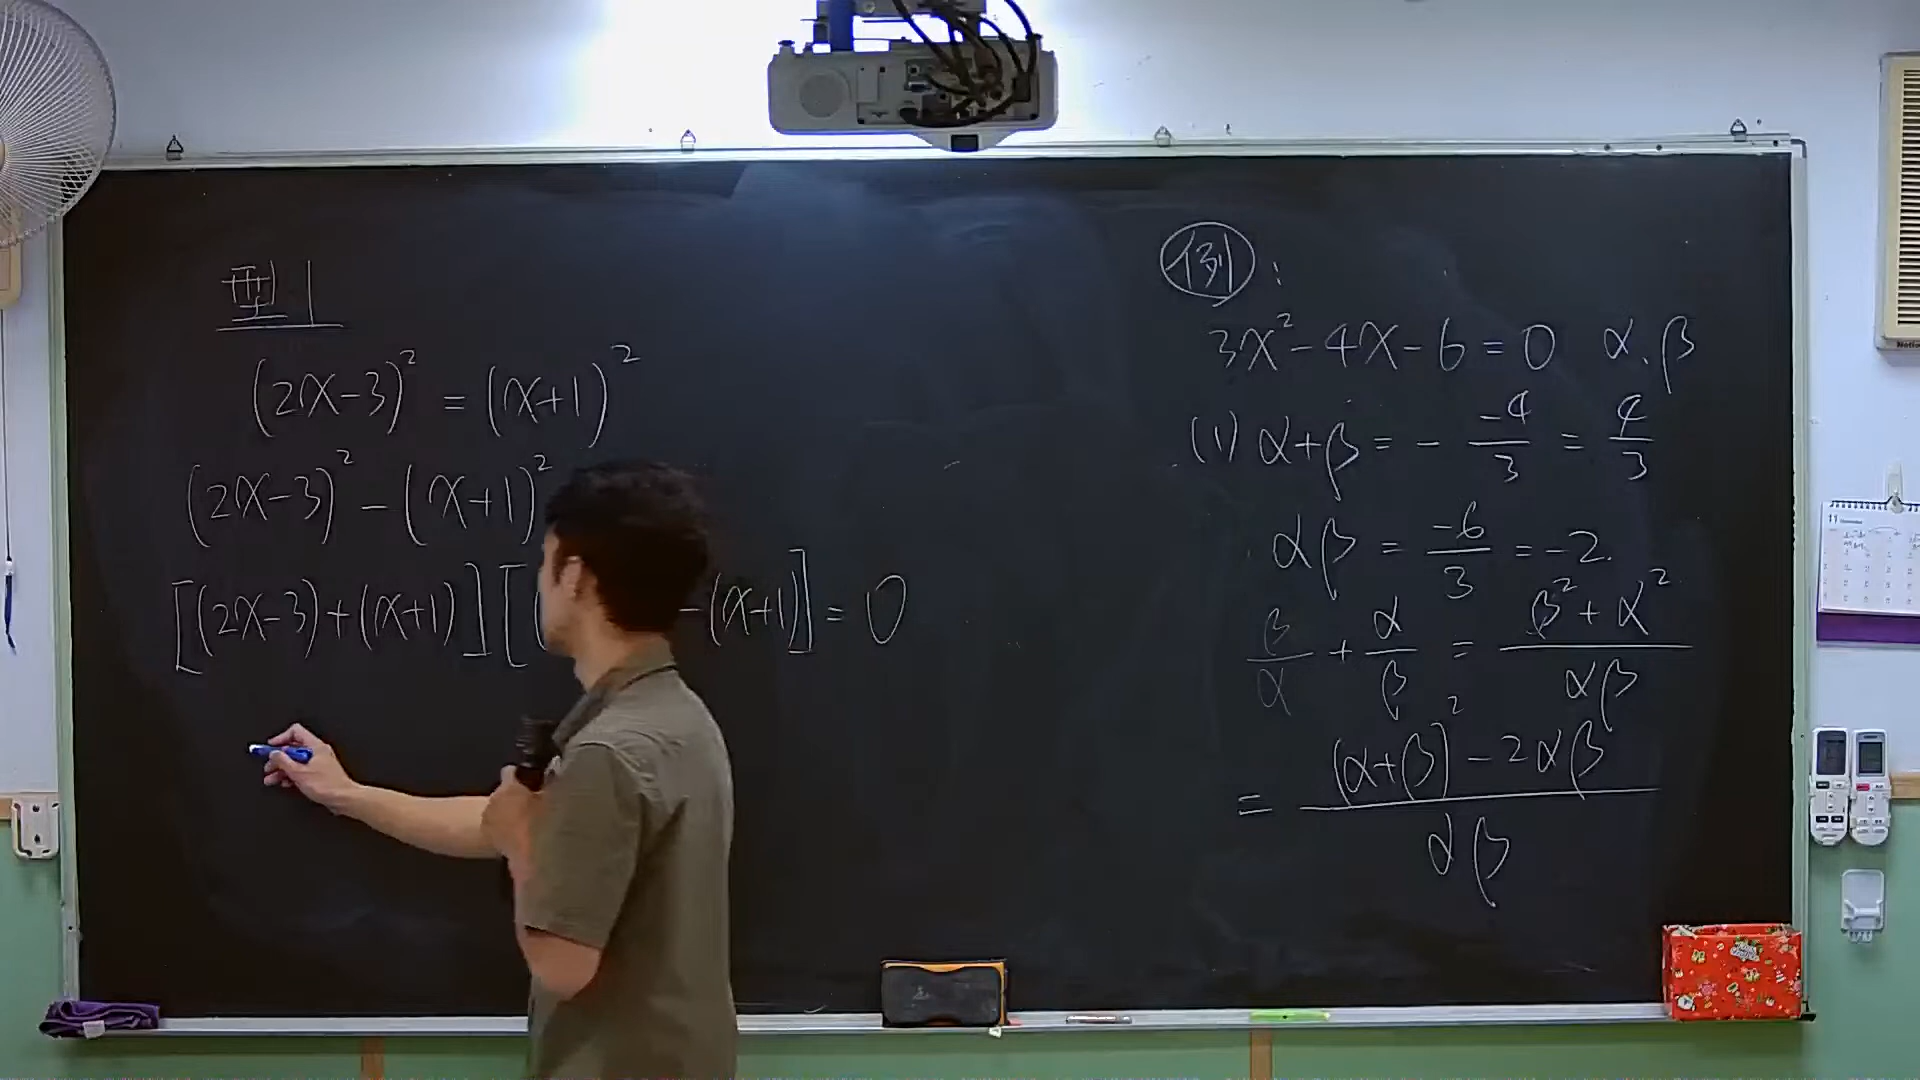 型1
(2x-3)² = (x+1)²
(2x-3)² - (x+1)²
[(2x-3)+(x+1)][( -(x+1)] = 0
例:
3x²-4x-6=0 α.β
(1) α+β = - -4/3 = 4/3
αβ = -6/3 = -2.
β/α + α/β = β²+α²/αβ
= (α+β)²-2αβ/αβ
11